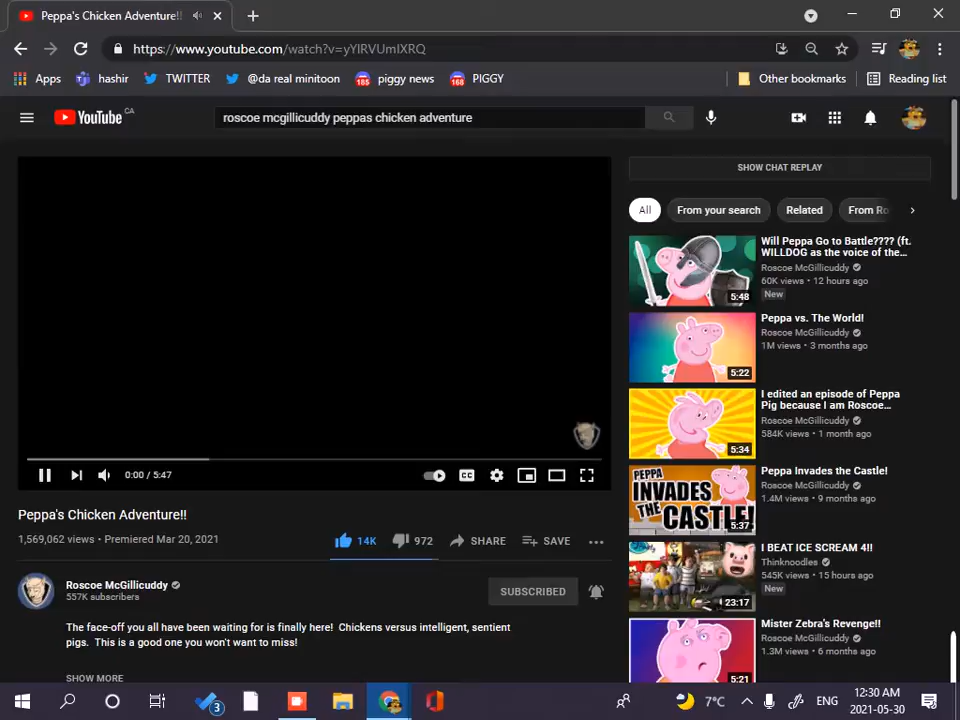 Peppa's Chicken Adventure!!
https://www.youtube.com/watch?v=yYlRVUmlXRQ
Apps
hashir
TWITTER
@da real minitoon
185
piggy news
168
PIGGY
Other bookmarks
Reading list
YouTube CA
roscoe mcgillicuddy peppas chicken adventure
0:00 / 5:47
CC
Peppa's Chicken Adventure!!
1,569,062 views • Premiered Mar 20, 2021
14K
972
SHARE
SAVE
Roscoe McGillicuddy
557K subscribers
SUBSCRIBED
The face-off you all have been waiting for is finally here! Chickens versus intelligent, sentient
pigs. This is a good one you won't want to miss!
SHOW MORE
SHOW CHAT REPLAY
All
From your search
Related
From Ro
5:48
Will Peppa Go to Battle???? (ft.
WILLDOG as the voice of the...
Roscoe McGillicuddy
60K views • 12 hours ago
New
5:22
Peppa vs. The World!
Roscoe McGillicuddy
1M views • 3 months ago
5:34
I edited an episode of Peppa
Pig because I am Roscoe...
Roscoe McGillicuddy
584K views • 1 month ago
PEPPA
INVADES
THE CASTLE!
5:37
Peppa Invades the Castle!
Roscoe McGillicuddy
1.4M views • 9 months ago
23:17
I BEAT ICE SCREAM 4!!
Thinknoodles
545K views • 15 hours ago
New
5:21
Mister Zebra's Revenge!!
Roscoe McGillicuddy
1.3M views • 6 months ago
3
7°C
ENG
12:30 AM
2021-05-30